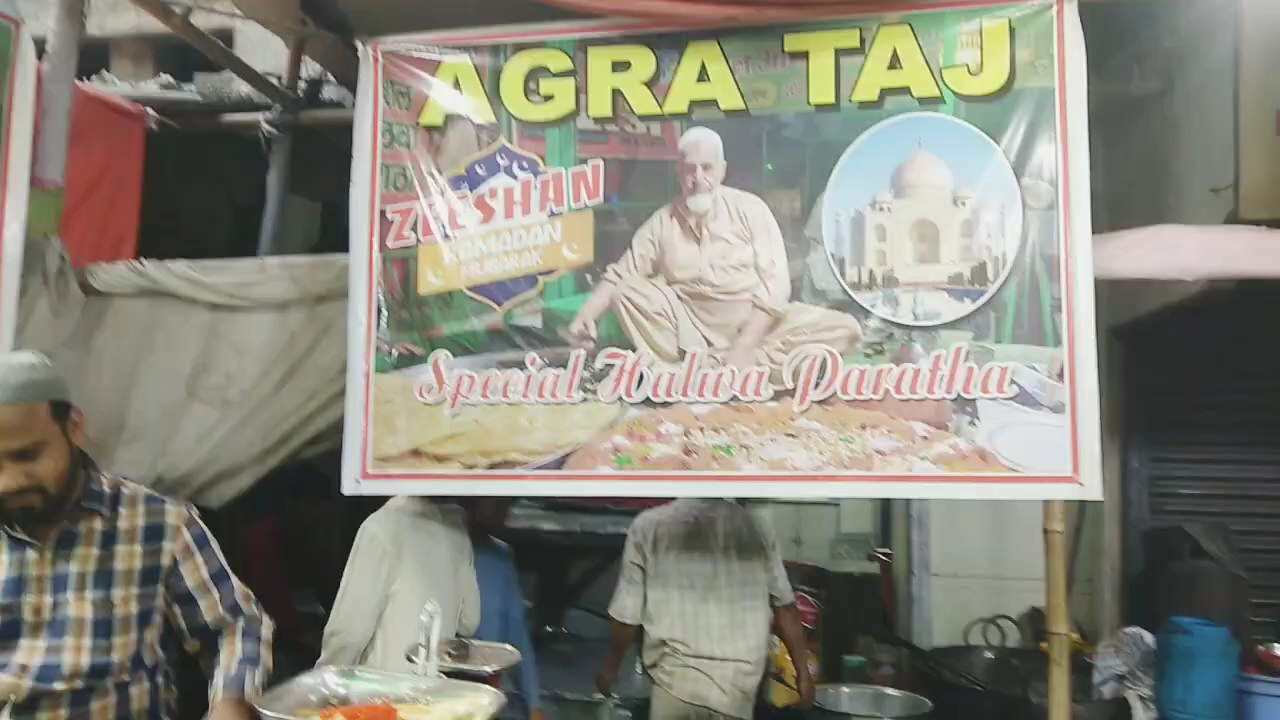 AGRA TAJ
ZEESHAN
RAMADAN
MUBARAK
Special Halwa Paratha